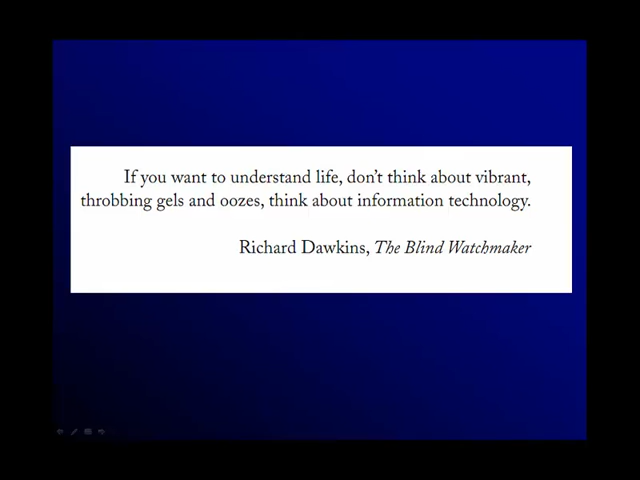 If you want to understand life, don't think about vibrant,
throbbing gels and oozes, think about information technology.
Richard Dawkins, The Blind Watchmaker